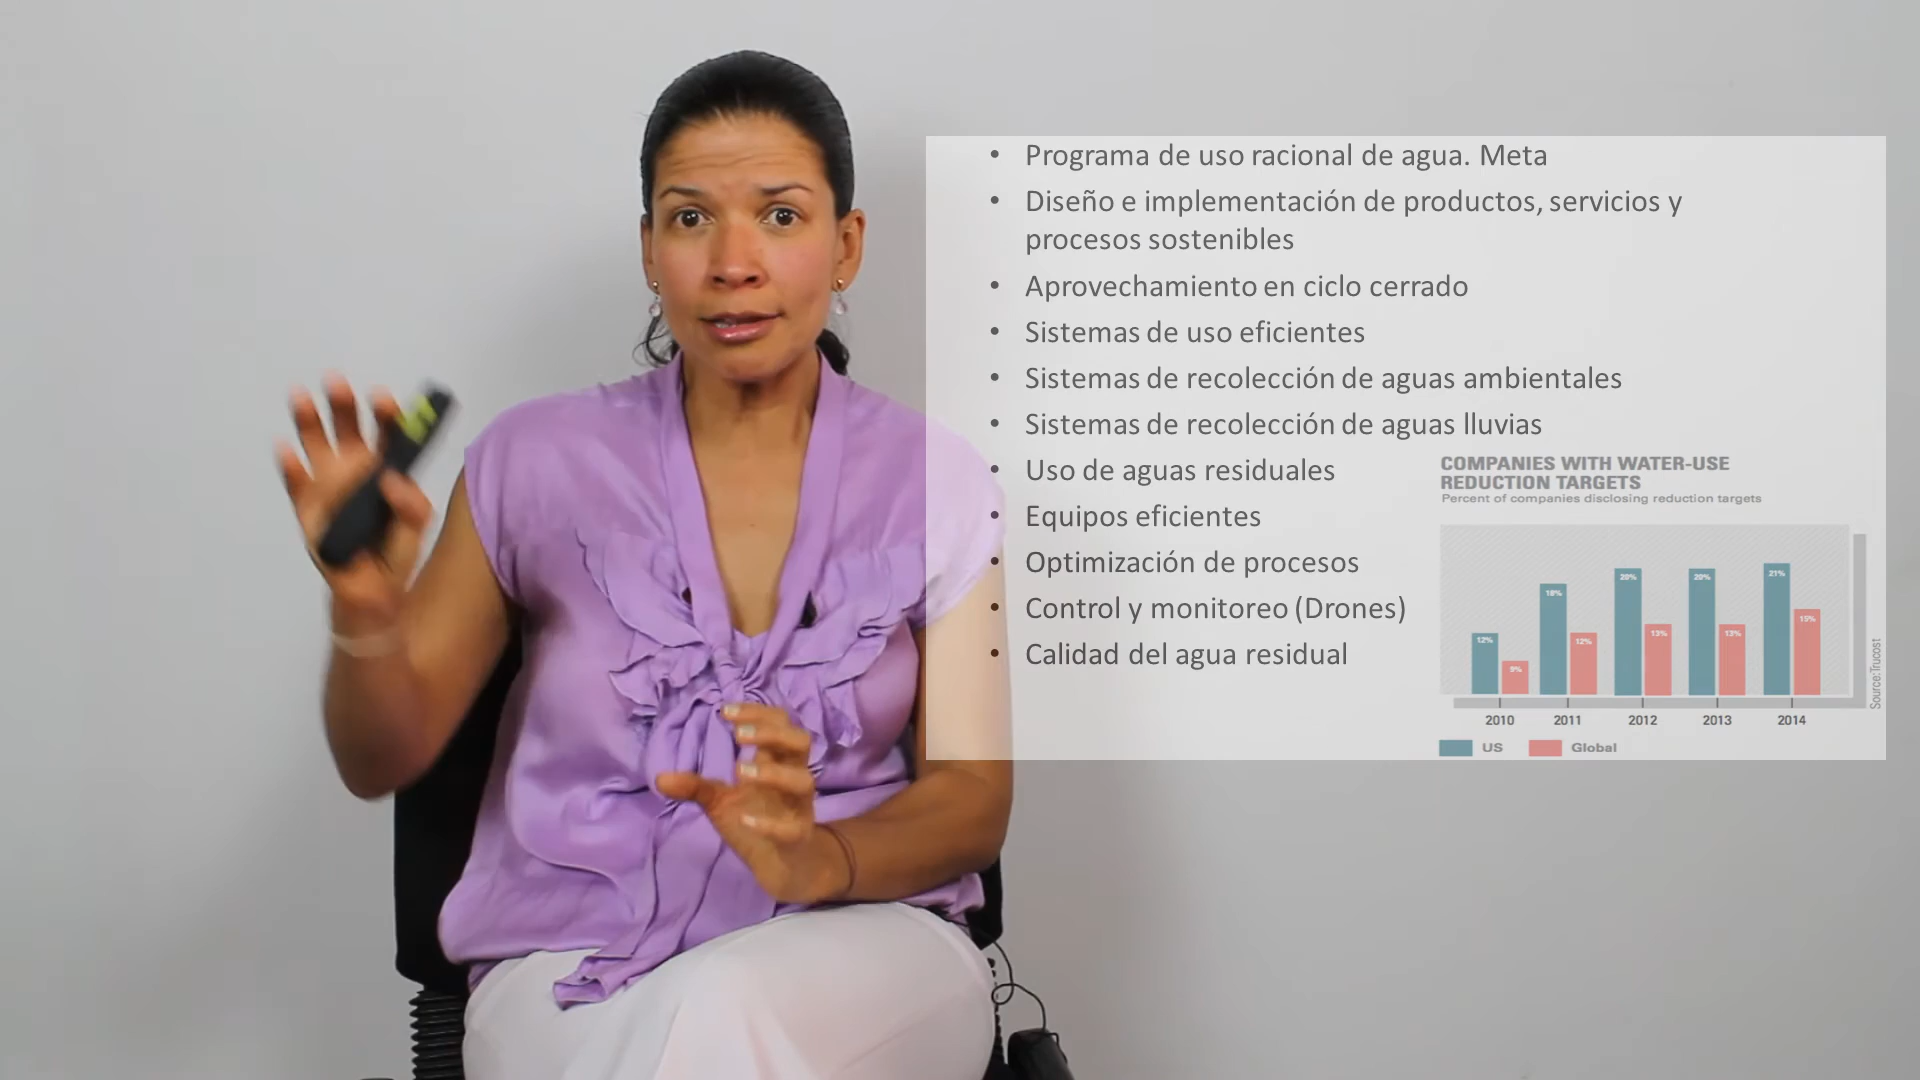 • Programa de uso racional de agua. Meta
• Diseño e implementación de productos, servicios y
procesos sostenibles
• Aprovechamiento en ciclo cerrado
• Sistemas de uso eficientes
• Sistemas de recolección de aguas ambientales
• Sistemas de recolección de aguas lluvias
• Uso de aguas residuales
• Equipos eficientes
• Optimización de procesos
• Control y monitoreo (Drones)
• Calidad del agua residual
COMPANIES WITH WATER-USE
REDUCTION TARGETS
Percent of companies disclosing reduction targets
12% 9% 18% 12% 20% 13% 20% 13% 21% 15%
2010 2011 2012 2013 2014
US Global
Source: Trucost